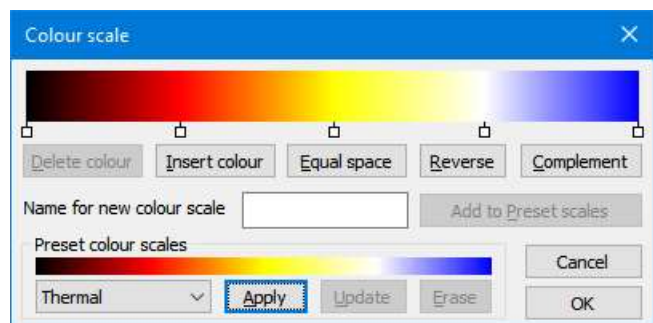 Colour scale
Delete colour Insert colour Equal space Reverse Complement
Name for new colour scale Add to Preset scales
Preset colour scales
Cancel
Thermal Apply Update Erase OK